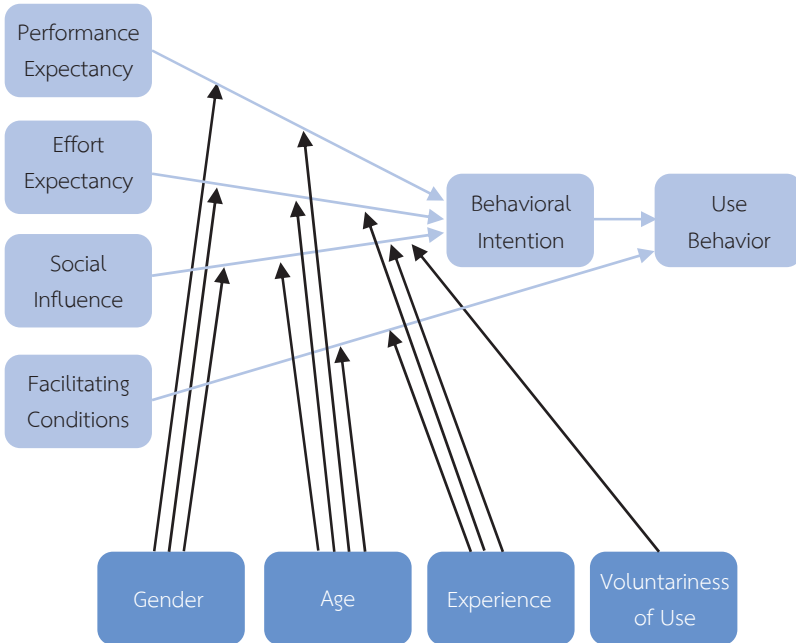 Performance
Expectancy
Effort
Expectancy
Social
Influence
Facilitating
Conditions
Behavioral
Intention
Use
Behavior
Gender
Age
Experience
Voluntariness
of Use